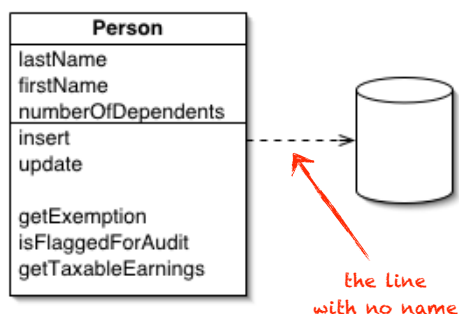 Person
lastName
firstName
numberOfDependents
insert
update
getExemption
isFlaggedForAudit
getTaxableEarnings
the line
with no name